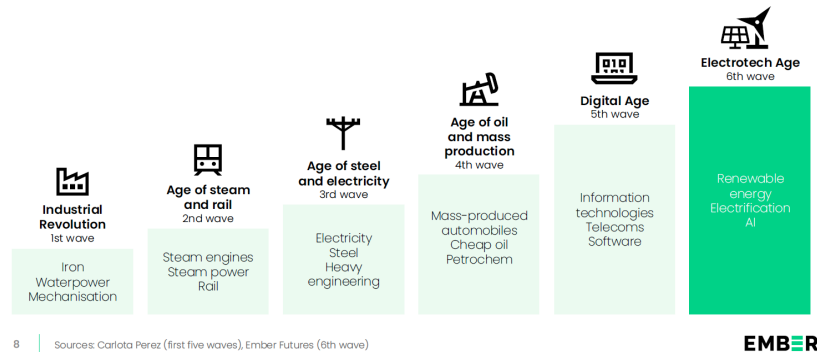 Industrial
Revolution
1st wave
Iron
Waterpower
Mechanisation
Age of steam
and rail
2nd wave
Steam engines
Steam power
Rail
Age of steel
and electricity
3rd wave
Electricity
Steel
Heavy
engineering
Age of oil
and mass
production
4th wave
Mass-produced
automobiles
Cheap oil
Petrochem
010
Digital Age
5th wave
Information
technologies
Telecoms
Software
Electrotech Age
6th wave
Renewable
energy
Electrification
AI
8
Sources: Carlota Perez (first five waves), Ember Futures (6th wave)
EMBER